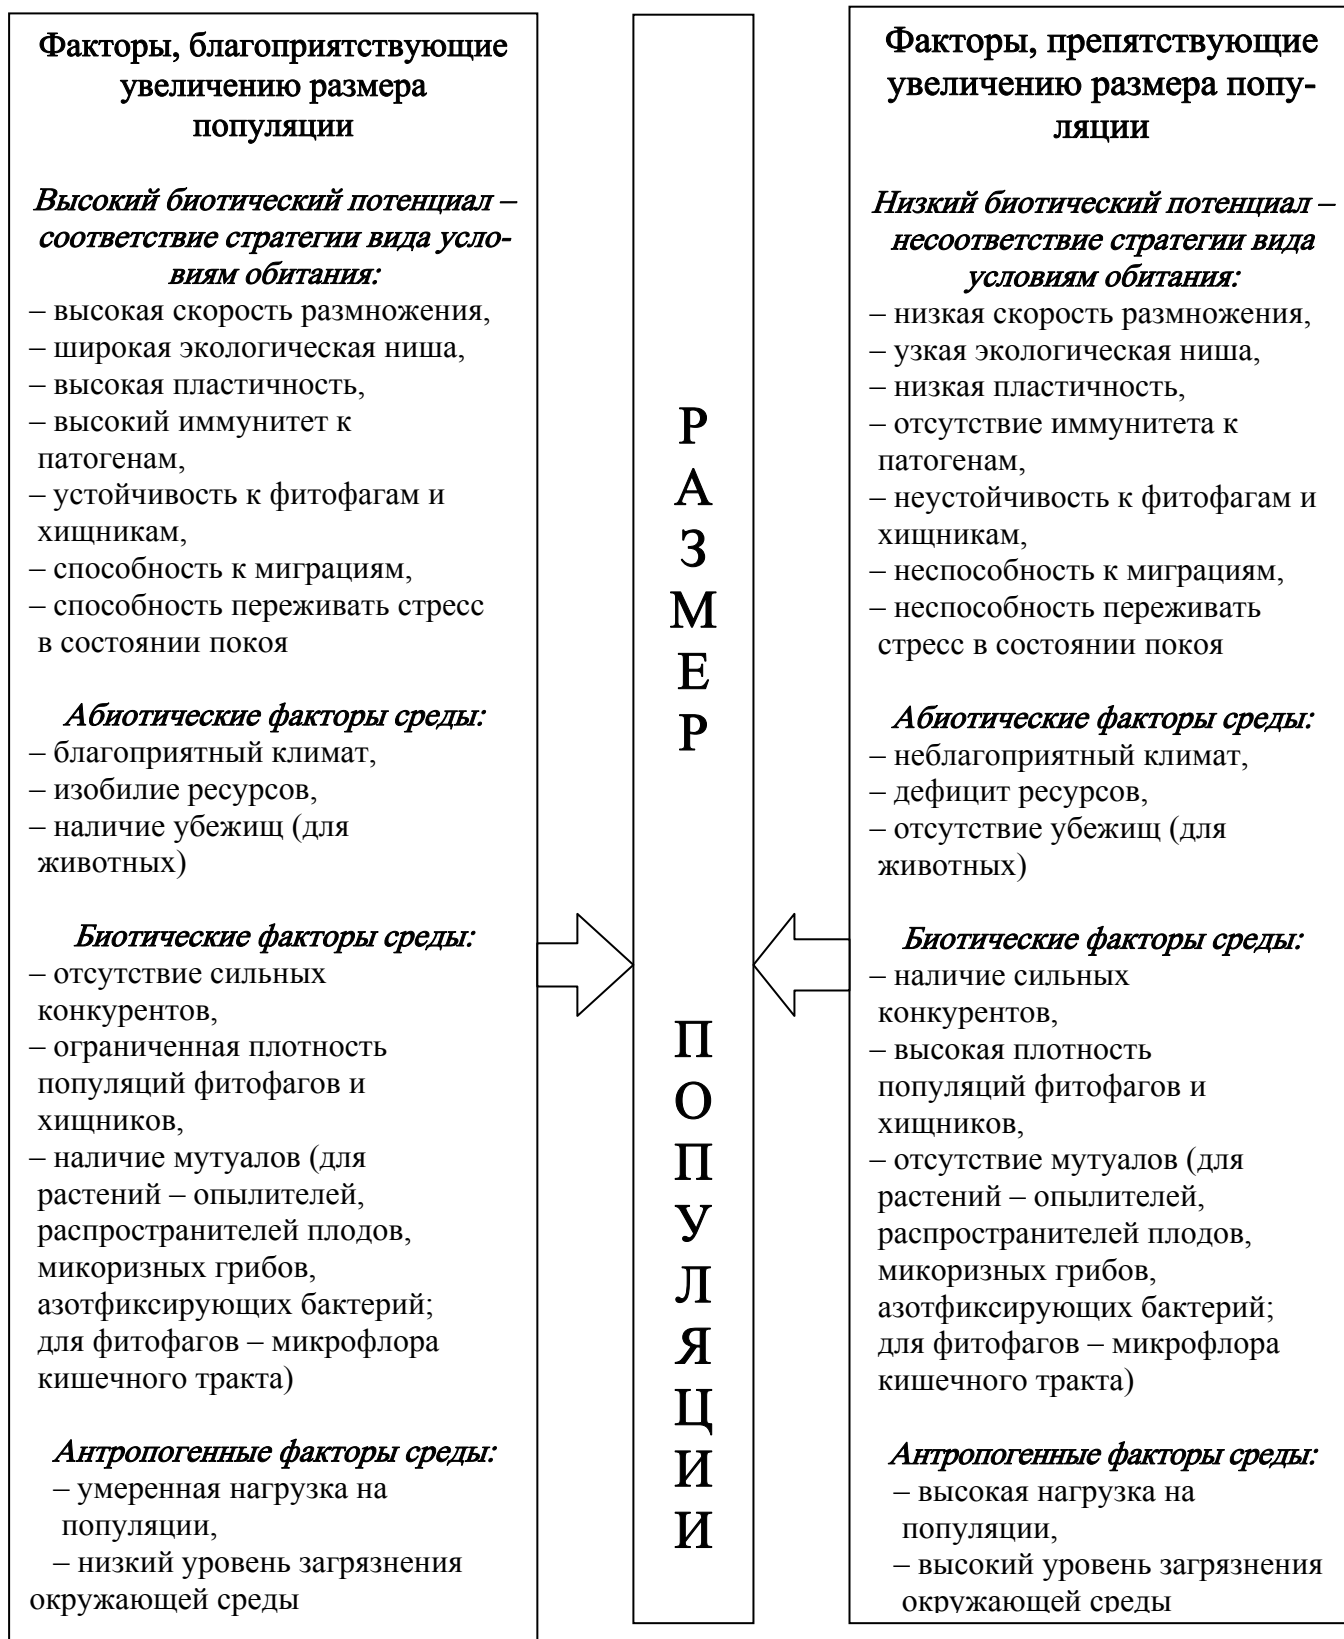 Факторы, благоприятствующие
увеличению размера
популяции
Высокий биотический потенциал –
соответствие стратегии вида усло-
виям обитания:
– высокая скорость размножения,
– широкая экологическая ниша,
– высокая пластичность,
– высокий иммунитет к
патогенам,
– устойчивость к фитофагам и
хищникам,
– способность к миграциям,
– способность переживать стресс
в состоянии покоя
Абиотические факторы среды:
– благоприятный климат,
– изобилие ресурсов,
– наличие убежищ (для
животных)
Биотические факторы среды:
– отсутствие сильных
конкурентов,
– ограниченная плотность
популяций фитофагов и
хищников,
– наличие мутуалов (для
растений – опылителей,
распространителей плодов,
микоризных грибов,
азотфиксирующих бактерий;
для фитофагов – микрофлора
кишечного тракта)
Антропогенные факторы среды:
– умеренная нагрузка на
популяции,
– низкий уровень загрязнения
окружающей среды
Р
А
З
М
Е
Р
П
О
П
У
Л
Я
Ц
И
И
Факторы, препятствующие
увеличению размера попу-
ляции
Низкий биотический потенциал –
несоответствие стратегии вида
условиям обитания:
– низкая скорость размножения,
– узкая экологическая ниша,
– низкая пластичность,
– отсутствие иммунитета к
патогенам,
– неустойчивость к фитофагам и
хищникам,
– неспособность к миграциям,
– неспособность переживать
стресс в состоянии покоя
Абиотические факторы среды:
– неблагоприятный климат,
– дефицит ресурсов,
– отсутствие убежищ (для
животных)
Биотические факторы среды:
– наличие сильных
конкурентов,
– высокая плотность
популяций фитофагов и
хищников,
– отсутствие мутуалов (для
растений – опылителей,
распространителей плодов,
микоризных грибов,
азотфиксирующих бактерий;
для фитофагов – микрофлора
кишечного тракта)
Антропогенные факторы среды:
– высокая нагрузка на
популяции,
– высокий уровень загрязнения
окружающей среды